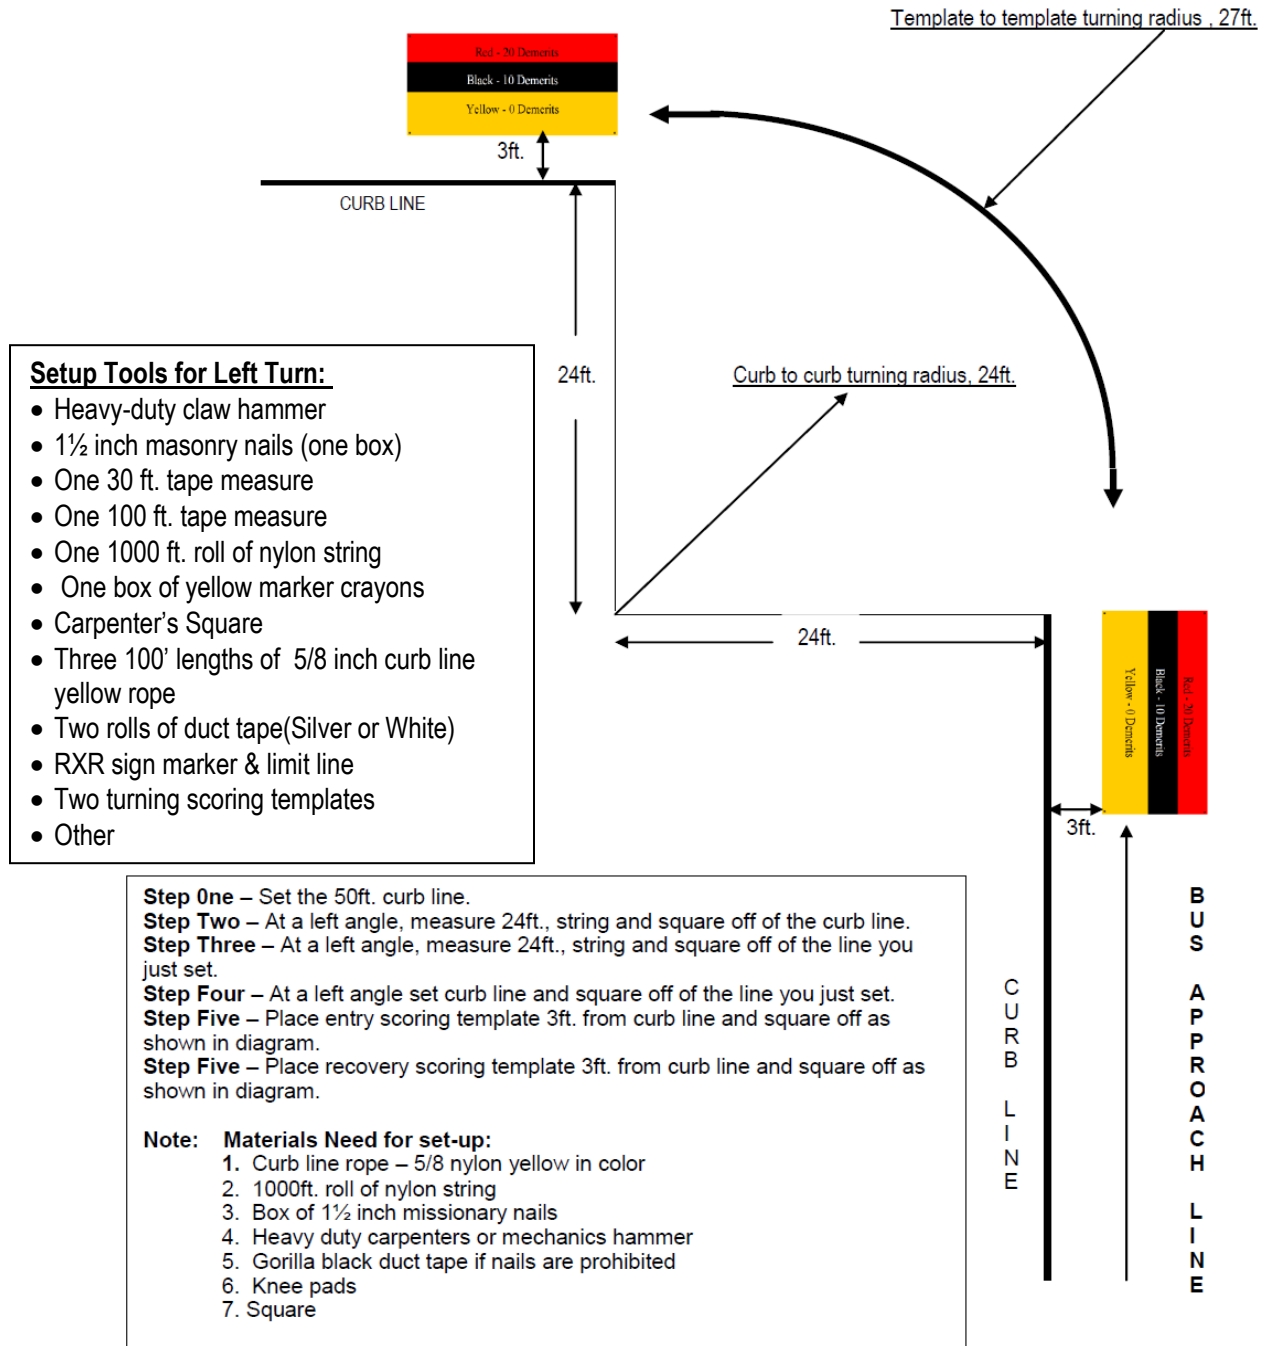 Template to template turning radius , 27ft.
Red - 20 Demerits
Black - 10 Demerits
Yellow - 0 Demerits
3ft.
CURB LINE
24ft.
Curb to curb turning radius, 24ft.
Setup Tools for Left Turn:
• Heavy-duty claw hammer
• 1½ inch masonry nails (one box)
• One 30 ft. tape measure
• One 100 ft. tape measure
• One 1000 ft. roll of nylon string
• One box of yellow marker crayons
• Carpenter's Square
• Three 100' lengths of 5/8 inch curb line
yellow rope
• Two rolls of duct tape(Silver or White)
• RXR sign marker & limit line
• Two turning scoring templates
• Other
24ft.
Yellow - 0 Demerits
Black - 10 Demerits
Red - 20 Demerits
3ft.
CURB LINE
BUS APPROACH LINE
Step 0ne – Set the 50ft. curb line.
Step Two – At a left angle, measure 24ft., string and square off of the curb line.
Step Three – At a left angle, measure 24ft., string and square off of the line you
just set.
Step Four – At a left angle set curb line and square off of the line you just set.
Step Five – Place entry scoring template 3ft. from curb line and square off as
shown in diagram.
Step Five – Place recovery scoring template 3ft. from curb line and square off as
shown in diagram.
Note: Materials Need for set-up:
1. Curb line rope – 5/8 nylon yellow in color
2. 1000ft. roll of nylon string
3. Box of 1½ inch missionary nails
4. Heavy duty carpenters or mechanics hammer
5. Gorilla black duct tape if nails are prohibited
6. Knee pads
7. Square